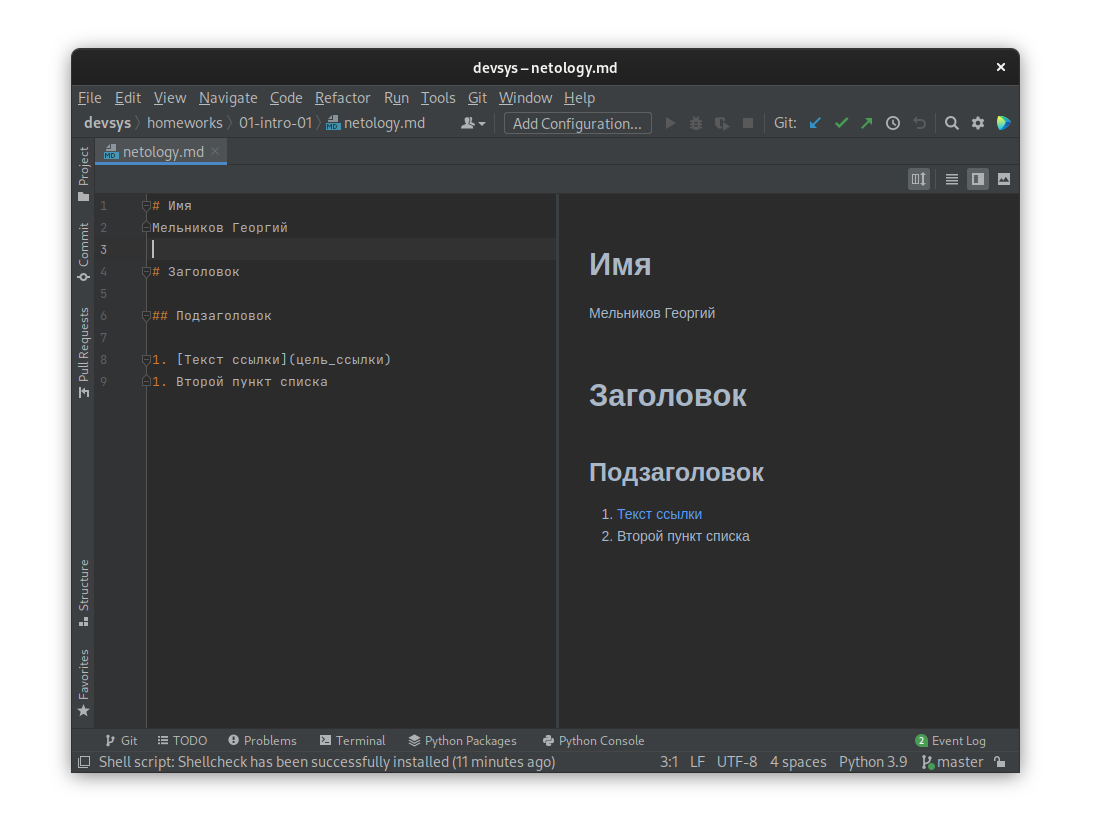 devsys – netology.md
File Edit View Navigate Code Refactor Run Tools Git Window Help
devsys homeworks 01-intro-01 netology.md Add Configuration... Git:
netology.md
Project
Commit
Pull Requests
Structure
Favorites
1 # Имя
2 Мельников Георгий
3
4 # Заголовок
5
6 ## Подзаголовок
7
8 1. [Текст ссылки](цель_ссылки)
9 1. Второй пункт списка
Имя
Мельников Георгий
Заголовок
Подзаголовок
1. Текст ссылки
2. Второй пункт списка
Git TODO Problems Terminal Python Packages Python Console 2 Event Log
Shell script: Shellcheck has been successfully installed (11 minutes ago) 3:1 LF UTF-8 4 spaces Python 3.9 master